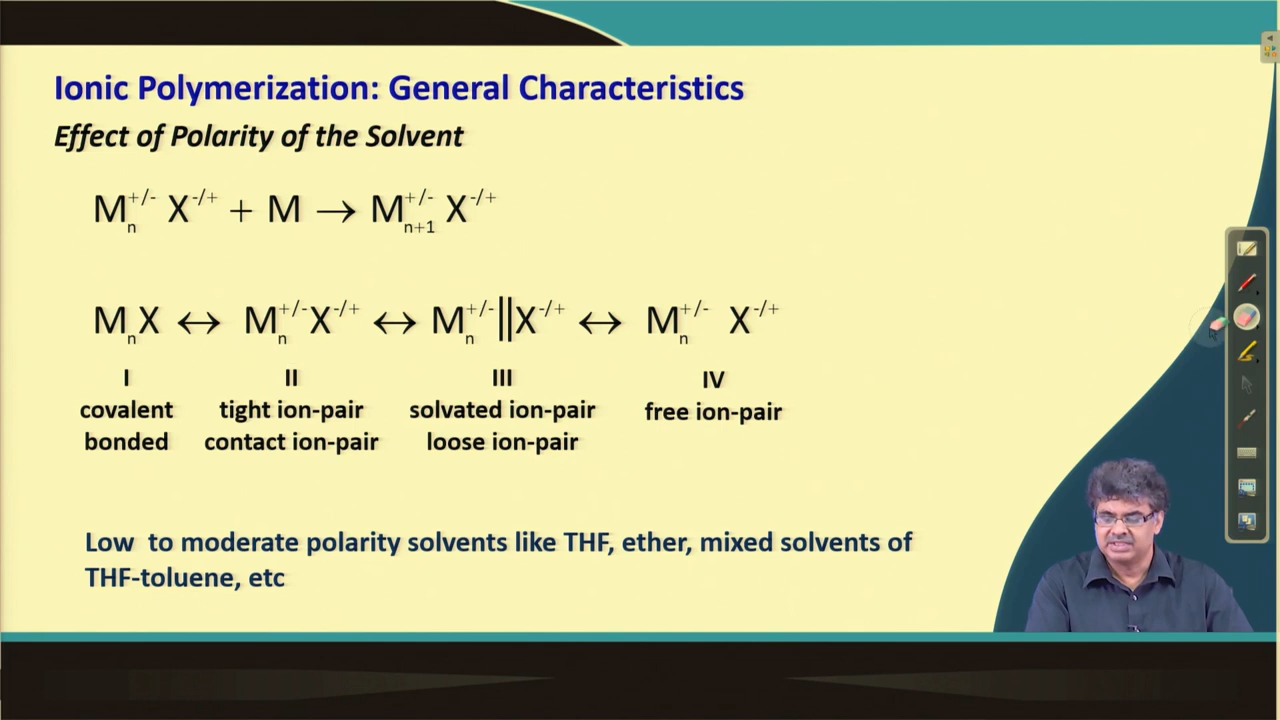 Ionic Polymerization: General Characteristics
Effect of Polarity of the Solvent
Mₙ⁺/⁻ X⁻/⁺ + M → Mₙ₊₁⁺/⁻ X⁻/⁺
MₙX ↔ Mₙ⁺/⁻X⁻/⁺ ↔ Mₙ⁺/⁻||X⁻/⁺ ↔ Mₙ⁺/⁻ X⁻/⁺
I II III IV
covalent tight ion-pair solvated ion-pair free ion-pair
bonded contact ion-pair loose ion-pair
Low to moderate polarity solvents like THF, ether, mixed solvents of
THF-toluene, etc